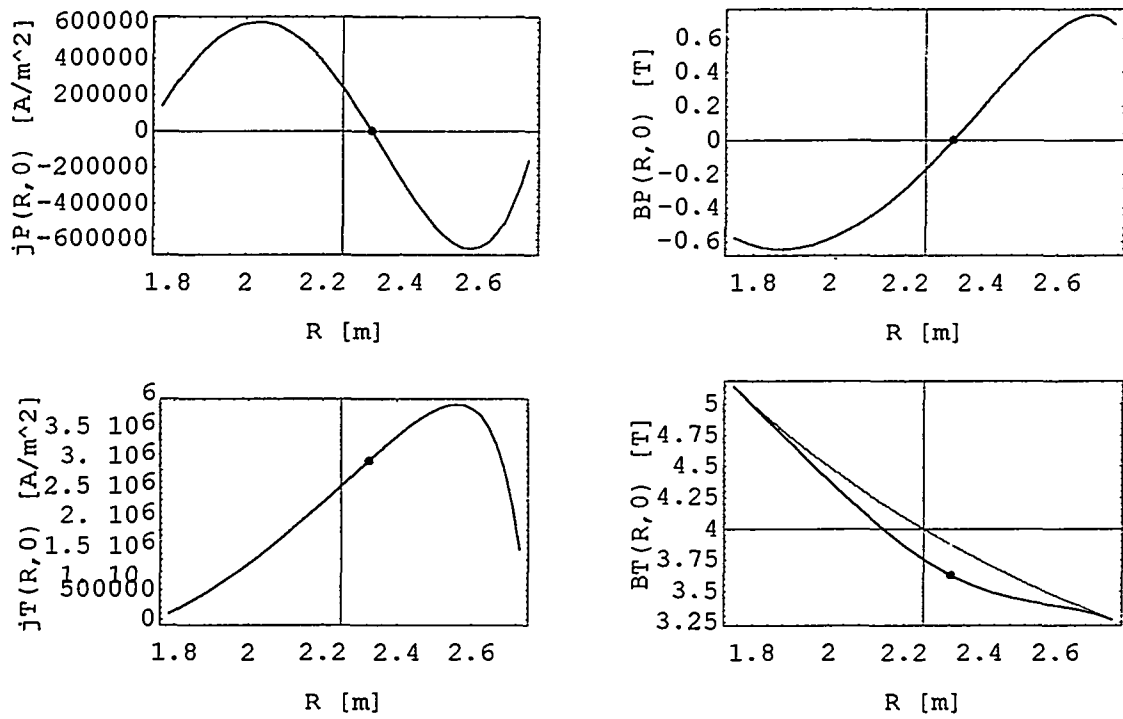 jP(R,0) [A/m^2]
600000
400000
200000
0
-200000
-400000
-600000
1.8 2 2.2 2.4 2.6
R [m]
BP(R,0) [T]
0.6
0.4
0.2
0
-0.2
-0.4
-0.6
1.8 2 2.2 2.4 2.6
R [m]
jT(R,0) [A/m^2]
6
3.5 10 6
3. 10 6
2.5 10 6
2. 10 6
1.5 10 6
1. 10
500000
0
1.8 2 2.2 2.4 2.6
R [m]
BT(R,0) [T]
5
4.75
4.5
4.25
4
3.75
3.5
3.25
1.8 2 2.2 2.4 2.6
R [m]